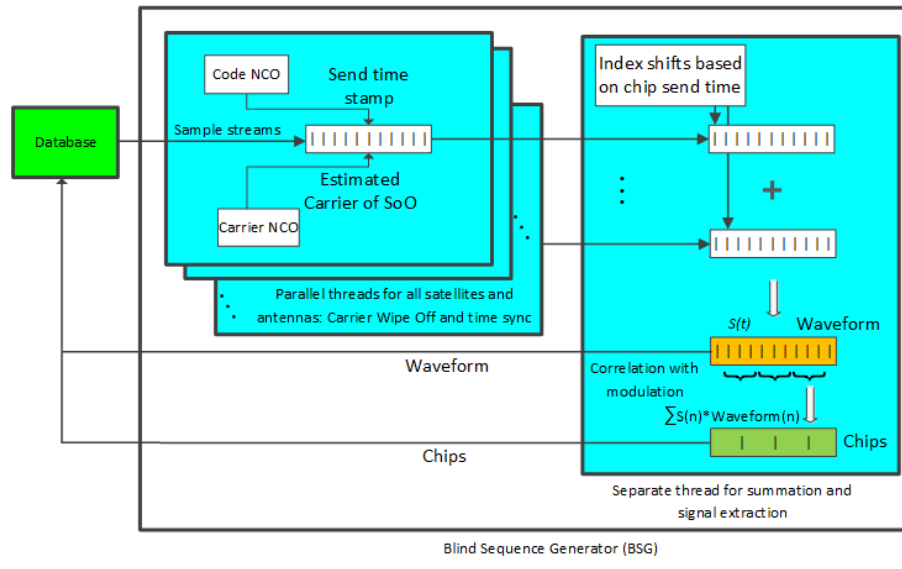 Code NCO
Send time
stamp
Index shifts based
on chip send time
Database
Sample streams
Estimated
Carrier of SoO
Carrier NCO
+
Parallel threads for all satellites and
antennas: Carrier Wipe Off and time sync
S(t)
Waveform
Waveform
Correlation with
modulation
∑S(n)*Waveform(n)
Chips
Chips
Separate thread for summation and
signal extraction
Blind Sequence Generator (BSG)